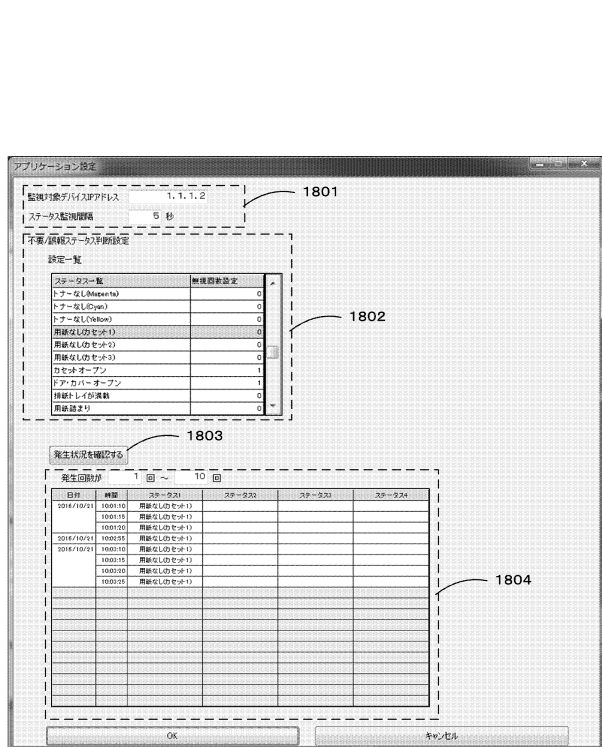 アプリケーション設定
監視対象デバイスIPアドレス 1.1.1.2
1801
ステータス監視間隔 5 秒
不要/誤報ステータス判断設定
設定一覧
ステータス一覧 無視回数設定
トナーなし(Magenta) 0
トナーなし(Cyan) 0
トナーなし(Yellow) 0
1802
用紙なし(カセット1) 0
用紙なし(カセット2) 0
用紙なし(カセット3) 0
カセットオープン 1
ドア・カバーオープン 1
排紙トレイが満載 0
用紙詰まり 0
1803
発生状況を確認する
発生回数が 1 回 ～ 10 回
日付 時間 ステータス1 ステータス2 ステータス3 ステータス4
2016/10/21 10:01:10 用紙なし(カセット1)
10:01:15 用紙なし(カセット1)
10:01:20 用紙なし(カセット1)
2016/10/21 10:02:55 用紙なし(カセット1)
2016/10/21 10:03:10 用紙なし(カセット1)
10:03:15 用紙なし(カセット1)
10:03:20 用紙なし(カセット1)
10:03:25 用紙なし(カセット1)
1804
OK キャンセル